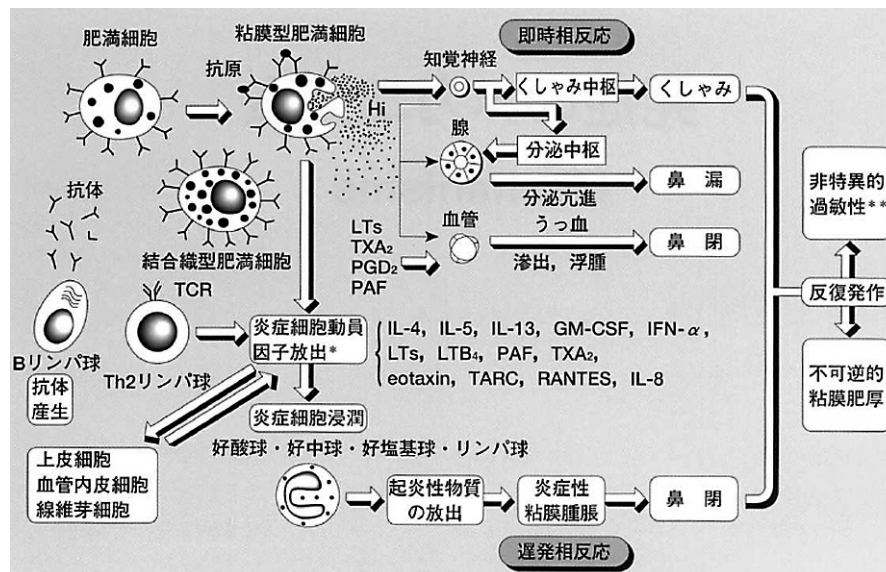 肥満細胞
粘膜型肥満細胞
即時相反応
抗原
Hi
知覚神経
くしゃみ中枢
くしゃみ
腺
分泌中枢
分泌亢進
鼻漏
抗体
結合織型肥満細胞
LTs
TXA₂
PGD₂
PAF
血管
うっ血
滲出，浮腫
鼻閉
非特異的
過敏性**
反復発作
不可逆的
粘膜肥厚
TCR
Bリンパ球
抗体
産生
Th2リンパ球
炎症細胞動員
因子放出*
IL-4，IL-5，IL-13，GM-CSF，IFN-α，
LTs，LTB₄，PAF，TXA₂，
eotaxin，TARC，RANTES，IL-8
炎症細胞浸潤
好酸球・好中球・好塩基球・リンパ球
上皮細胞
血管内皮細胞
線維芽細胞
起炎性物質
の放出
炎症性
粘膜腫脹
鼻閉
遅発相反応